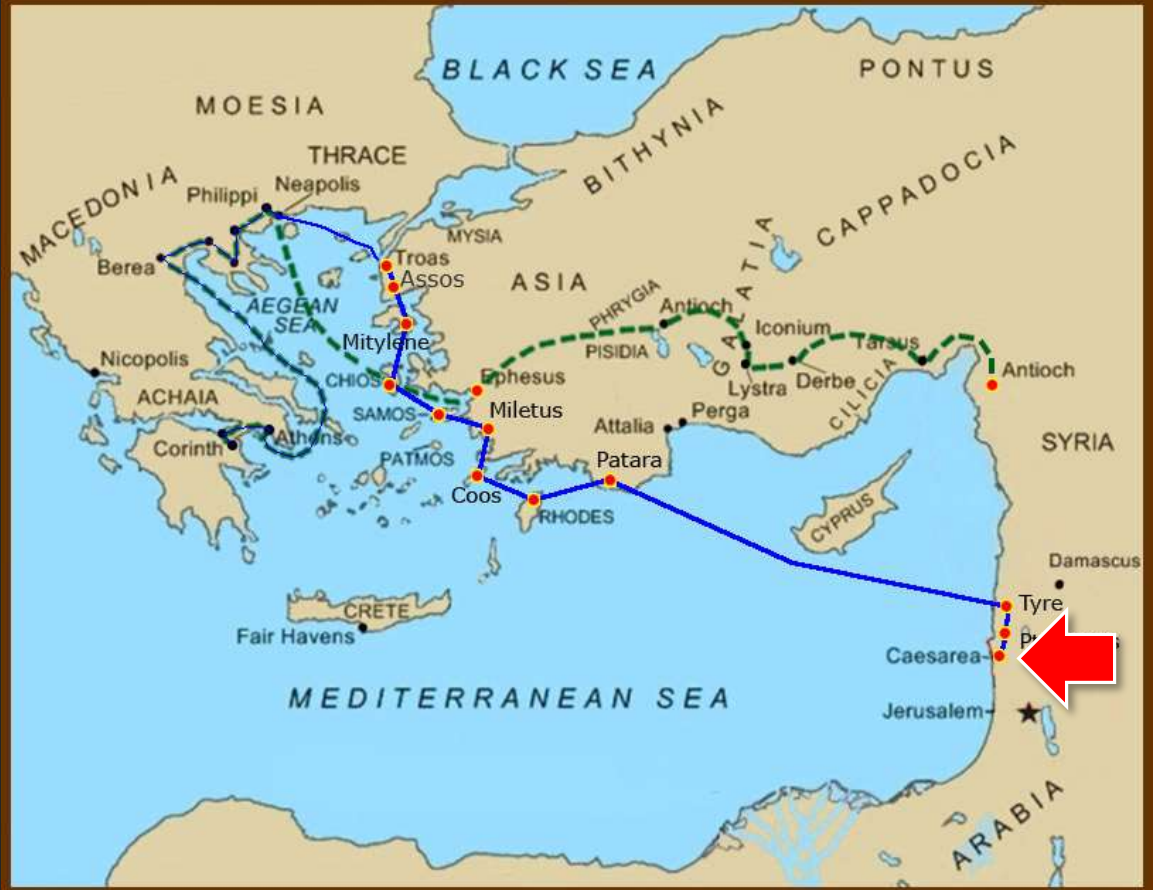 BLACK SEA
PONTUS
MOESIA
THRACE
BITHYNIA
MACEDONIA
Philippi
Neapolis
CAPPADOCIA
MYSIA
Berea
Troas
Assos
ASIA
GALATIA
AEGEAN
SEA
PHRYGIA
Antioch
Mitylene
Iconium
PISIDIA
Tarsus
Nicopolis
CHIOS
Ephesus
Lystra
Derbe
Antioch
ACHAIA
SAMOS
Miletus
Perga
CILICIA
Attalia
Corinth
Athens
SYRIA
PATMOS
Patara
Coos
RHODES
CYPRUS
Damascus
CRETE
Tyre
Fair Havens
Caesarea
MEDITERRANEAN SEA
Jerusalem
ARABIA